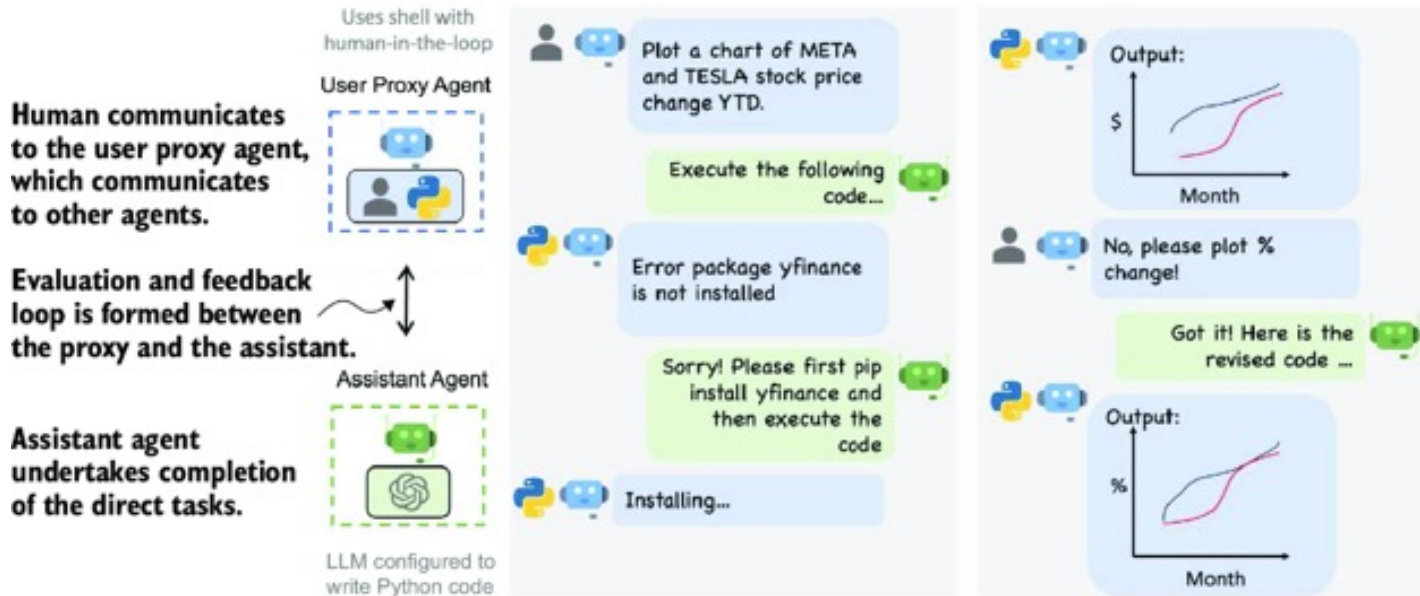 Uses shell with
human-in-the-loop
User Proxy Agent
Human communicates
to the user proxy agent,
which communicates
to other agents.
Evaluation and feedback
loop is formed between
the proxy and the assistant.
Assistant Agent
Assistant agent
undertakes completion
of the direct tasks.
LLM configured to
write Python code
Plot a chart of META
and TESLA stock price
change YTD.
Execute the following
code...
Error package yfinance
is not installed
Sorry! Please first pip
install yfinance and
then execute the
code
Installing...
Output:
$
Month
No, please plot %
change!
Got it! Here is the
revised code ...
Output:
%
Month